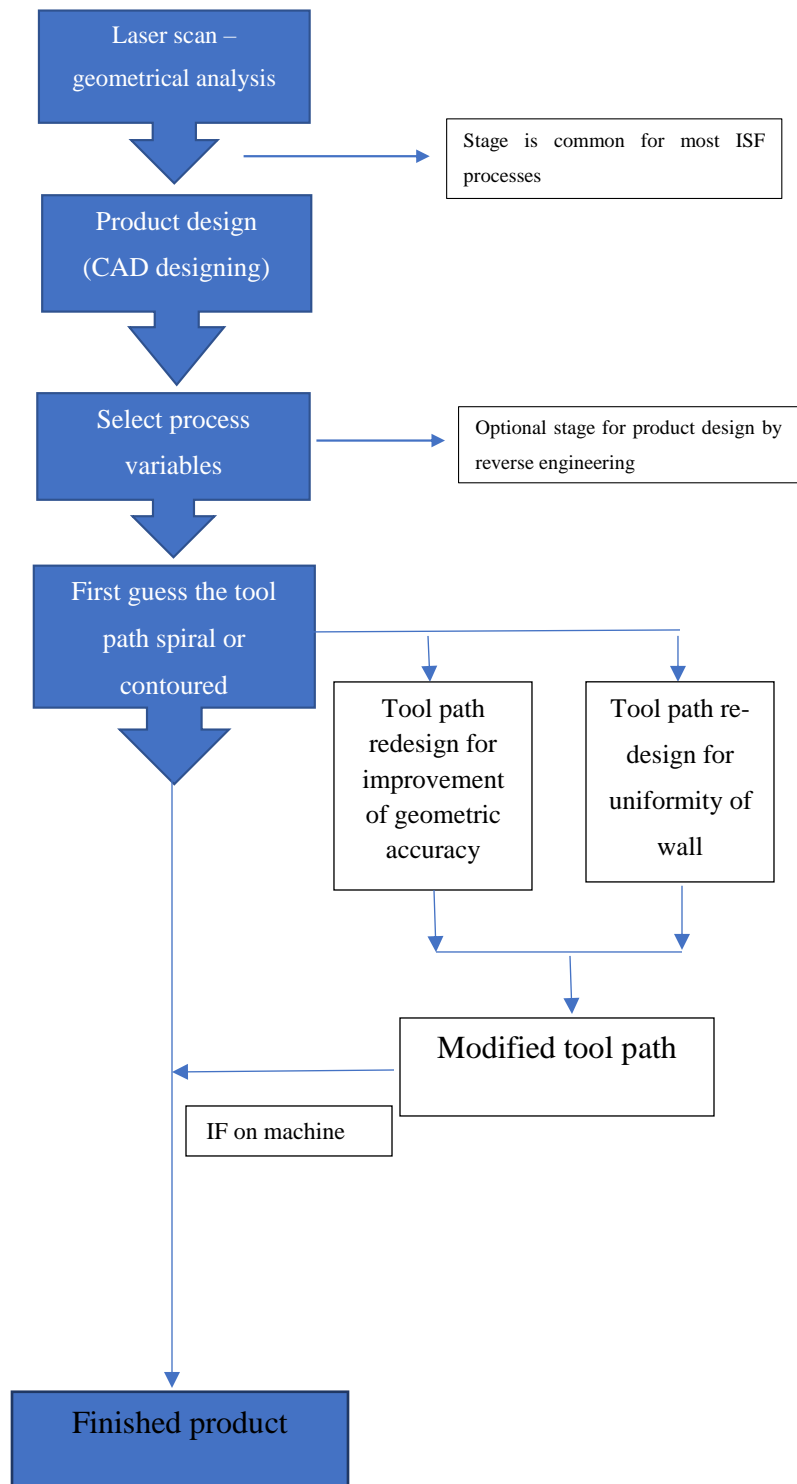 Laser scan –
geometrical analysis
Stage is common for most ISF
processes
Product design
(CAD designing)
Select process
variables
Optional stage for product design by
reverse engineering
First guess the tool
path spiral or
contoured
Tool path
redesign for
improvement
of geometric
accuracy
Tool path re-
design for
uniformity of
wall
Modified tool path
IF on machine
Finished product